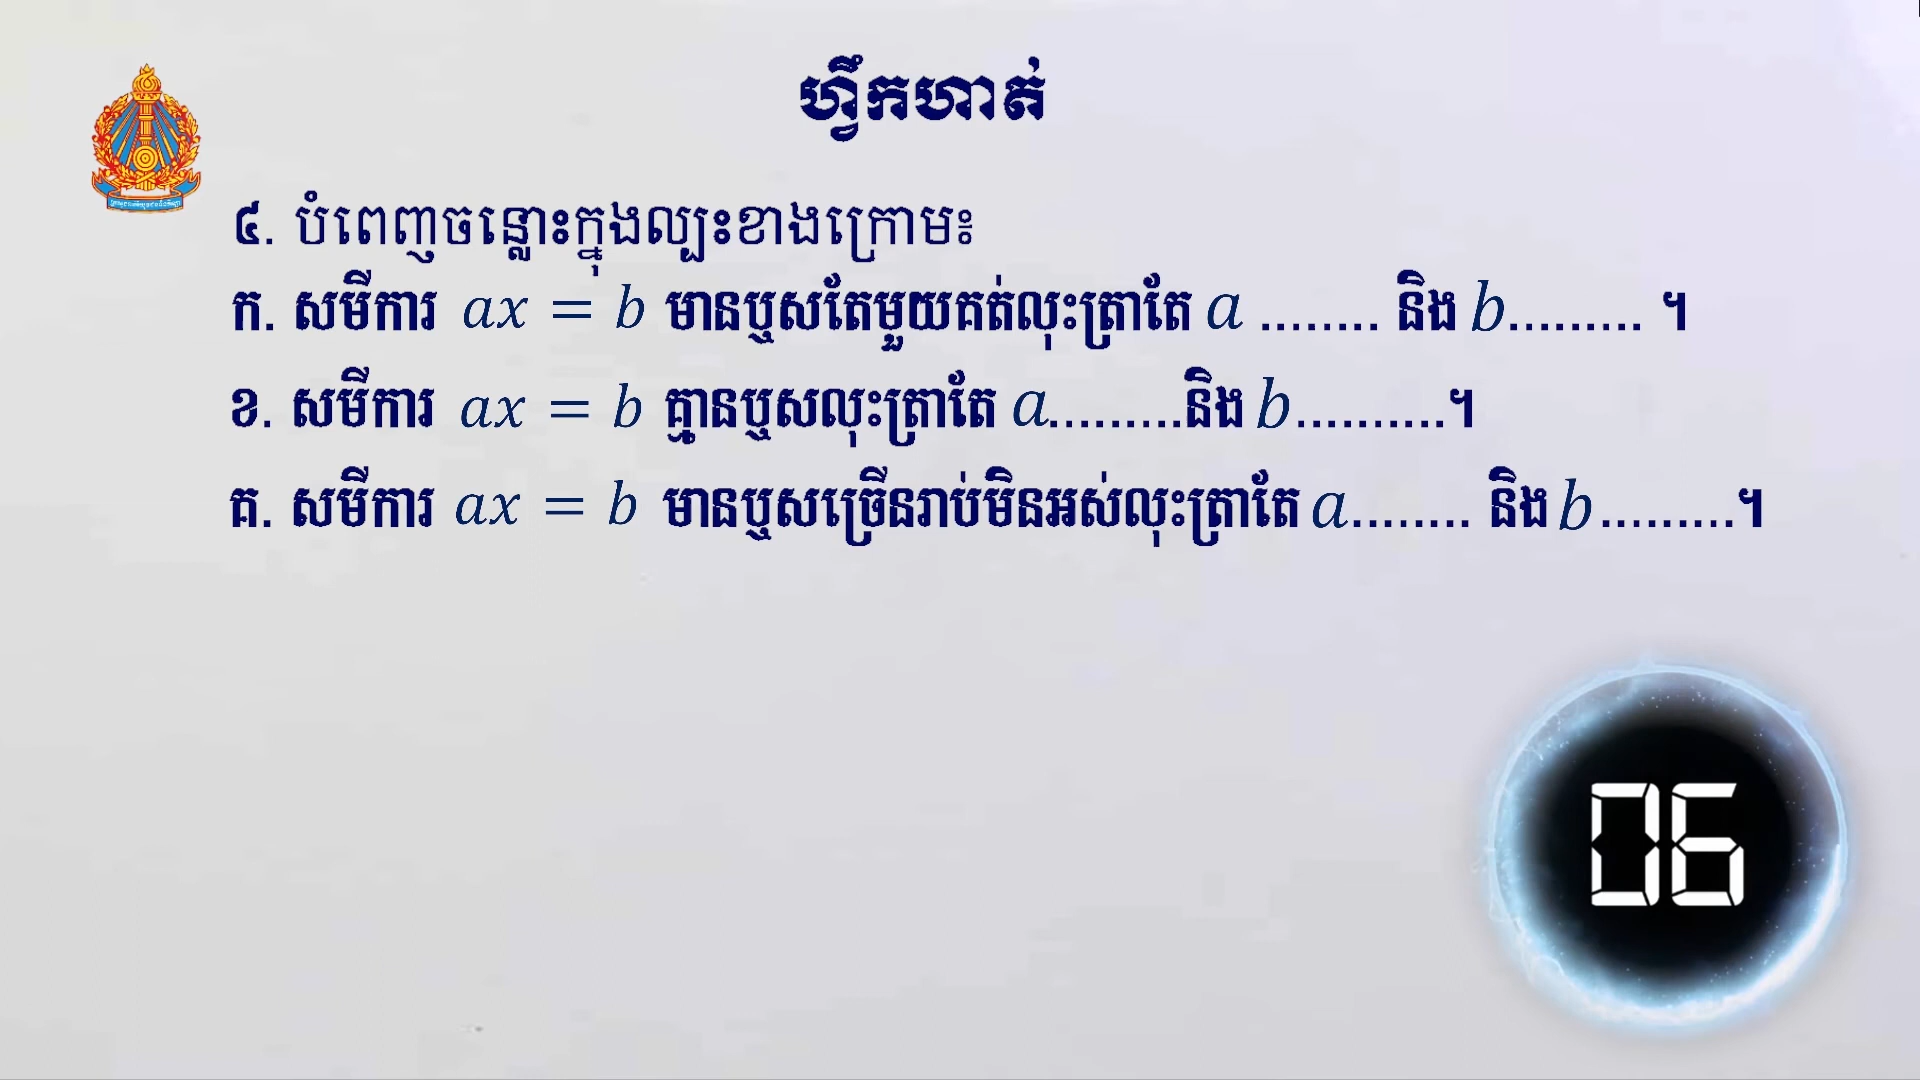 ហ្វឹកហាត់
៤. បំពេញចន្លោះក្នុងល្បះខាងក្រោម៖
ក. សមីការ ax = b មានឬសតែមួយគត់លុះត្រាតែ a ........ និង b......... ។
ខ. សមីការ ax = b គ្មានឬសលុះត្រាតែ a.........និង b..........។
គ. សមីការ ax = b មានឬសច្រើនរាប់មិនអស់លុះត្រាតែ a........ និង b.........។
06